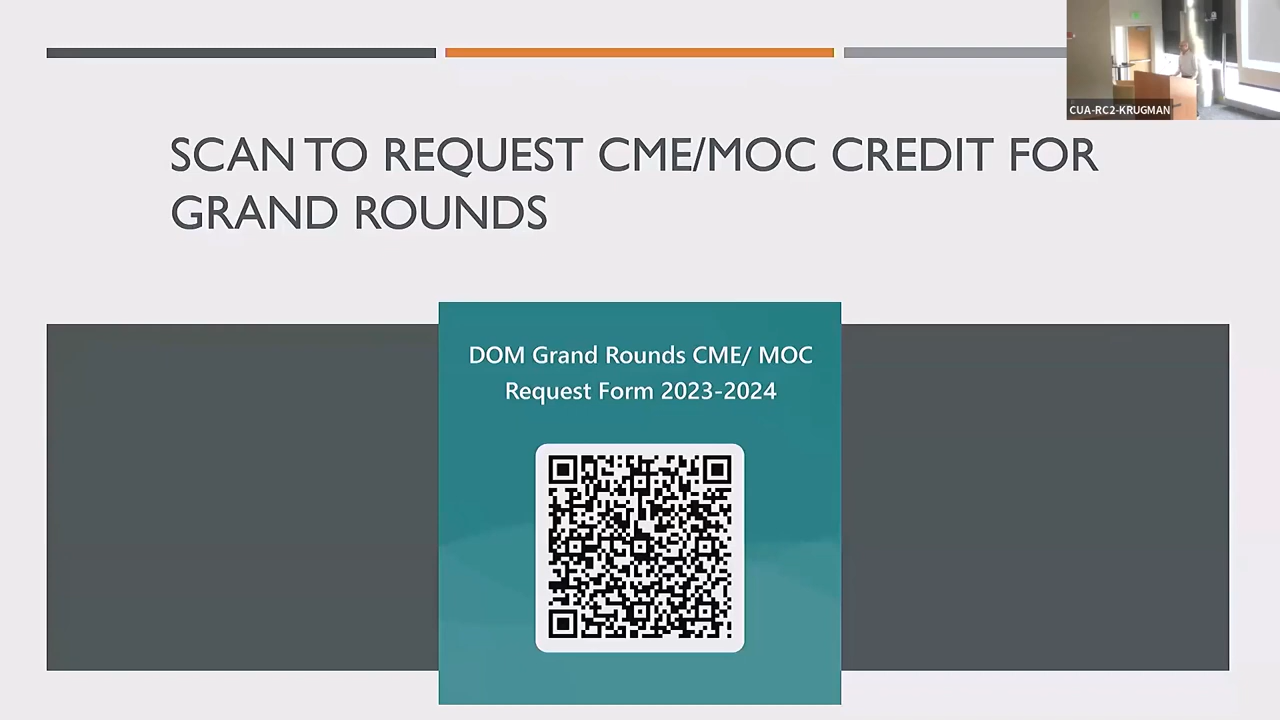 CUA-RC2-KRUGMAN
SCAN TO REQUEST CME/MOC CREDIT FOR
GRAND ROUNDS
DOM Grand Rounds CME/ MOC
Request Form 2023-2024